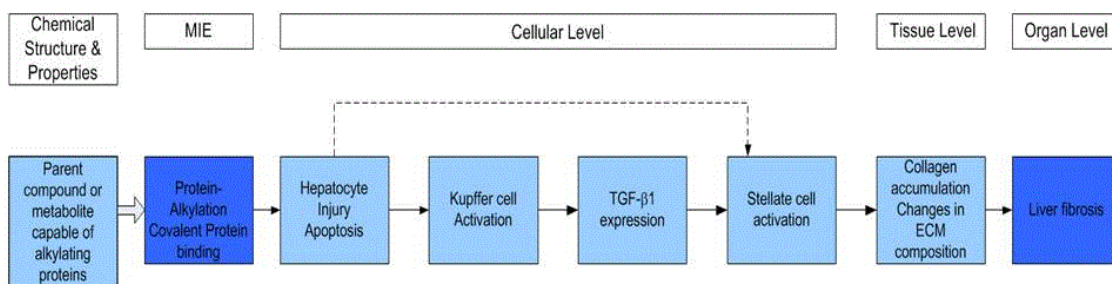 Chemical
Structure &
Properties
MIE
Cellular Level
Tissue Level
Organ Level
Parent
compound or
metabolite
capable of
alkylating
proteins
Protein-
Alkylation
Covalent Protein
binding
Hepatocyte
Injury
Apoptosis
Kupffer cell
Activation
TGF-β1
expression
Stellate cell
activation
Collagen
accumulation
Changes in
ECM
composition
Liver fibrosis